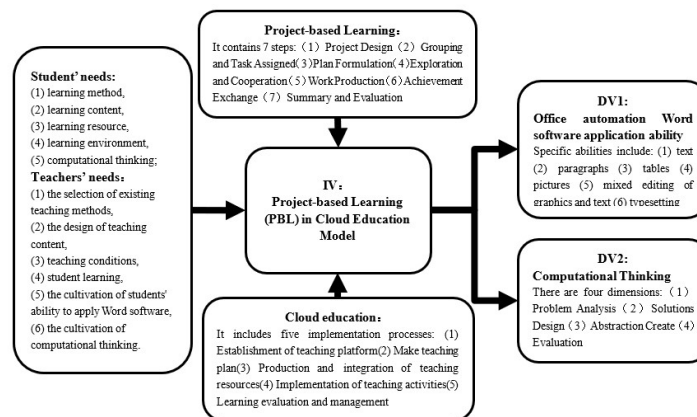 Student's needs:
(1) learning method,
(2) learning content,
(3) learning resource,
(4) learning environment,
(5) computational thinking;
Teachers' needs:
(1) the selection of existing
teaching methods,
(2) the design of teaching
content,
(3) teaching conditions,
(4) student learning,
(5) the cultivation of students'
ability to apply Word software,
(6) the cultivation of
computational thinking.
Project-based Learning:
It contains 7 steps: (1) Project Design (2) Grouping
and Task Assigned(3)Plan Formulation(4)Exploration
and Cooperation(5)Work Production(6)Achievement
Exchange (7) Summary and Evaluation
IV:
Project-based Learning
(PBL) in Cloud Education
Model
Cloud education:
It includes five implementation processes: (1)
Establishment of teaching platform(2) Make teaching
plan(3) Production and integration of teaching
resources(4) Implementation of teaching activities(5)
Learning evaluation and management
DV1:
Office automation Word
software application ability
Specific abilities include: (1) text
(2) paragraphs (3) tables (4)
pictures (5) mixed editing of
graphics and text (6) typesetting
DV2:
Computational Thinking
There are four dimensions: (1)
Problem Analysis (2) Solutions
Design (3) Abstraction Create (4)
Evaluation